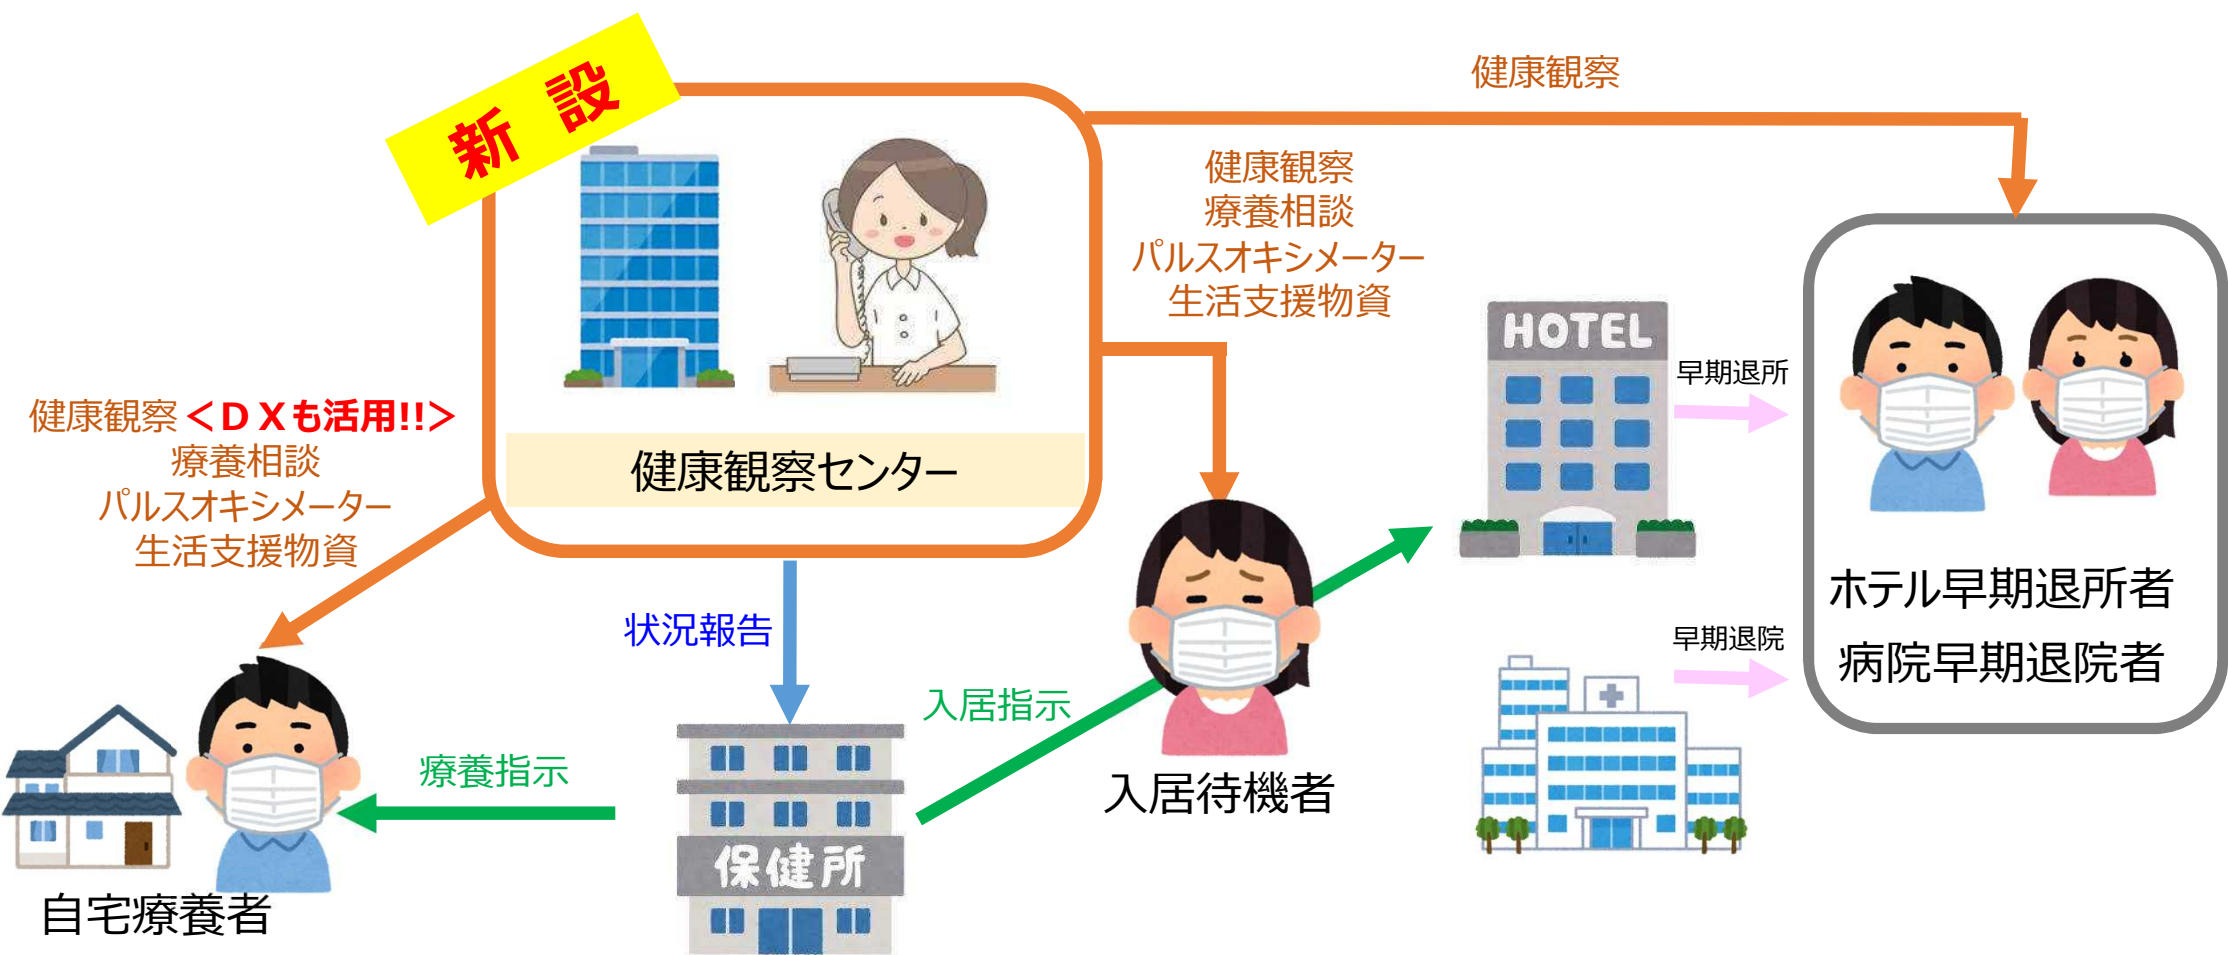 新 設
健康観察
健康観察
療養相談
パルスオキシメーター
生活支援物資
HOTEL
早期退所
健康観察 <DXも活用!!>
療養相談
パルスオキシメーター
生活支援物資
健康観察センター
ホテル早期退所者
病院早期退院者
早期退院
状況報告
入居指示
療養指示
入居待機者
保健所
自宅療養者